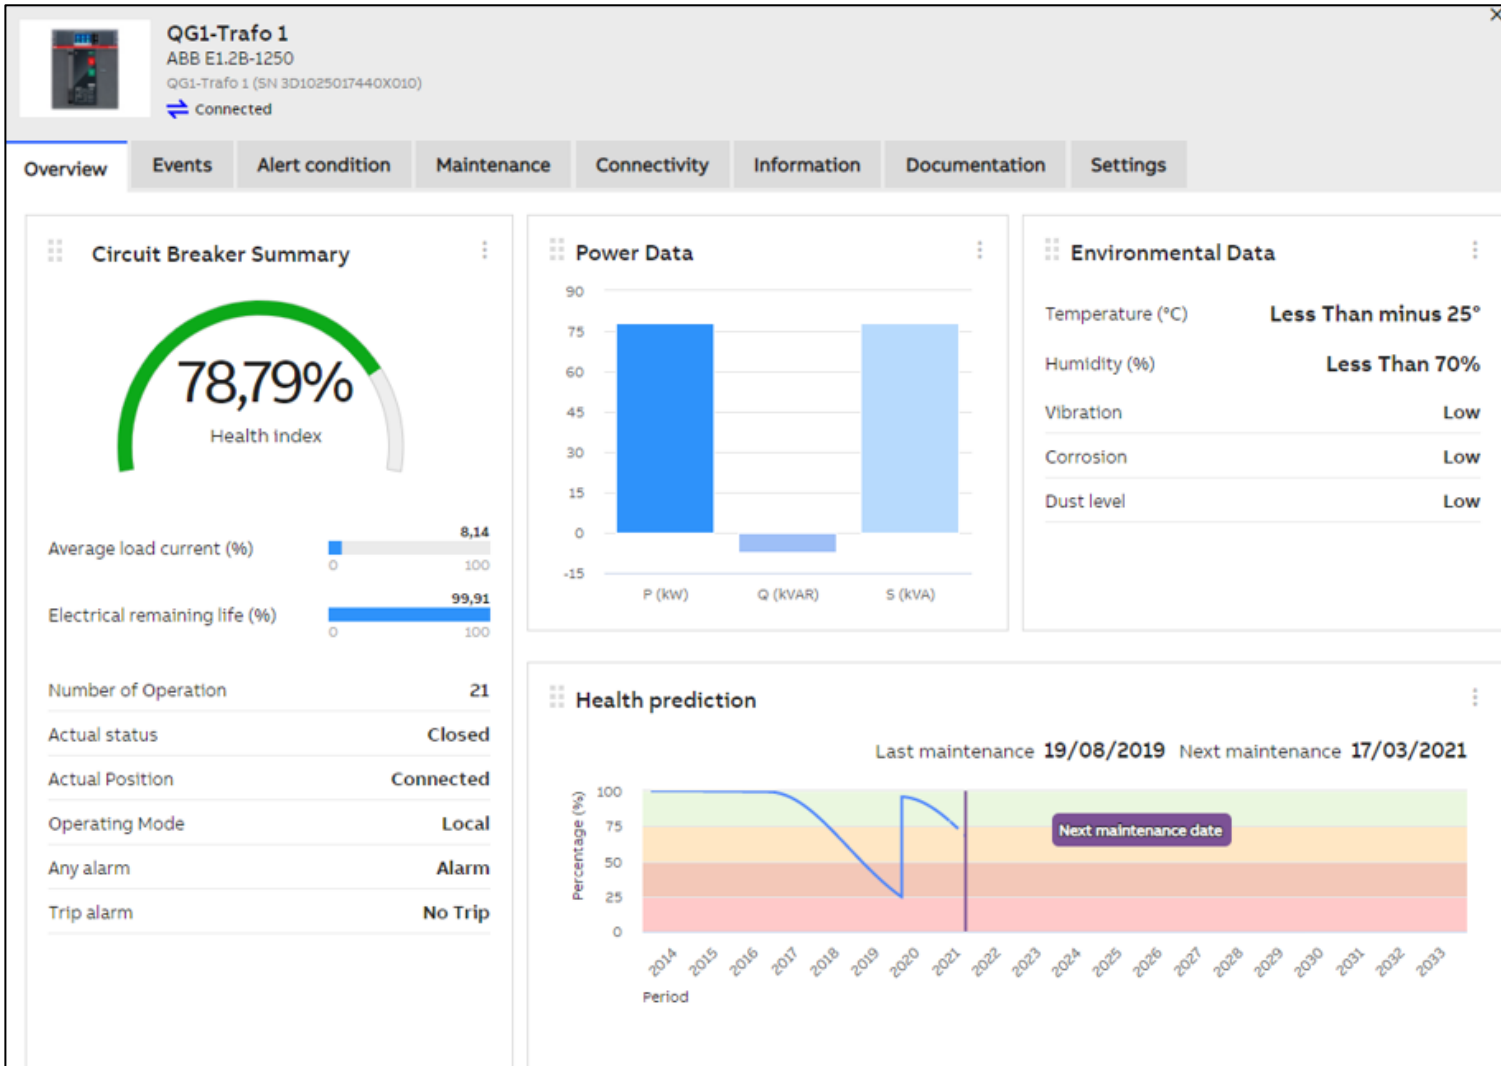 QG1-Trafo 1
ABB E1.2B-1250
QG1-Trafo 1 (SN 3D1025017440X010)
Connected
Overview Events Alert condition Maintenance Connectivity Information Documentation Settings
Circuit Breaker Summary
78,79%
Health index
Average load current (%)
8,14
0 100
Electrical remaining life (%)
99,91
0 100
Number of Operation 21
Actual status Closed
Actual Position Connected
Operating Mode Local
Any alarm Alarm
Trip alarm No Trip
Power Data
90
75
60
45
30
15
0
-15
P (kW) Q (kVAR) S (kVA)
Environmental Data
Temperature (°C) Less Than minus 25°
Humidity (%) Less Than 70%
Vibration Low
Corrosion Low
Dust level Low
Health prediction
Last maintenance 19/08/2019 Next maintenance 17/03/2021
Percentage (%)
100
75
50
25
0
Next maintenance date
2014 2015 2016 2017 2018 2019 2020 2021 2022 2023 2024 2025 2026 2027 2028 2029 2030 2031 2032 2033
Period